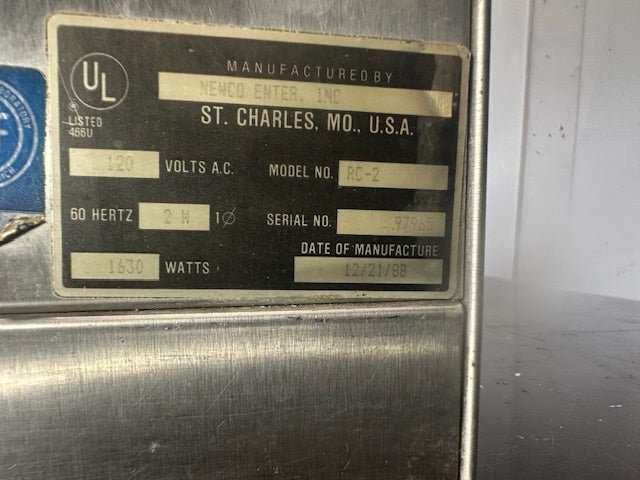 UL
LISTED
466U
MANUFACTURED BY
NEWCO ENTER. INC
ST. CHARLES, MO., U.S.A.
120 VOLTS A.C. MODEL NO. RC-2
60 HERTZ 2 W 1Ø SERIAL NO. 97965
1630 WATTS
DATE OF MANUFACTURE
12/21/88